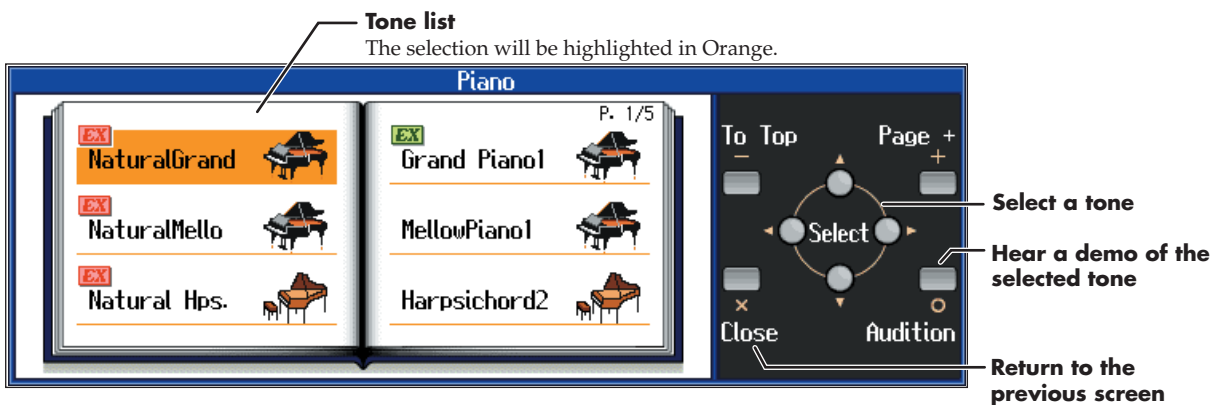 Tone list
The selection will be highlighted in Orange.
Piano
P. 1/5
EX
NaturalGrand
EX
NaturalMello
EX
Natural Hps.
EX
Grand Piano1
MellowPiano1
Harpsichord2
To Top
−
Page +
+
Select
×
Close
○
Audition
Select a tone
Hear a demo of the
selected tone
Return to the
previous screen